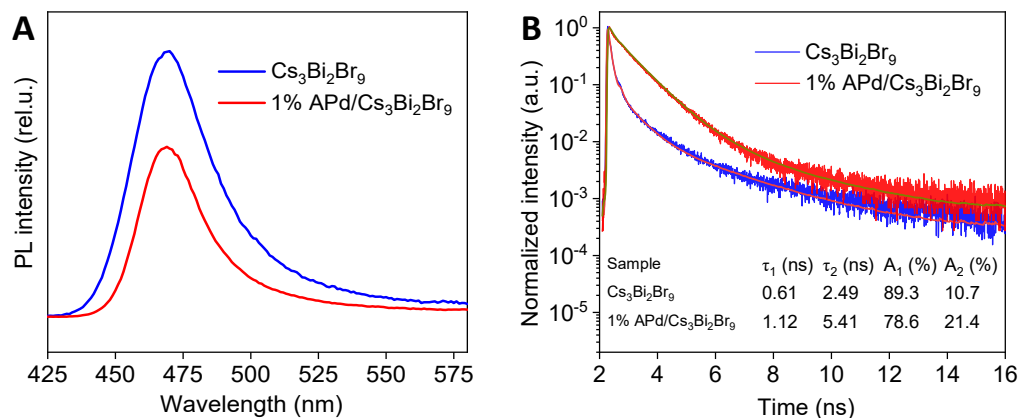 A
PL intensity (rel.u.)
Cs₃Bi₂Br₉
1% APd/Cs₃Bi₂Br₉
425 450 475 500 525 550 575
Wavelength (nm)
B
Normalized intensity (a.u.)
10⁰
10⁻¹
10⁻²
10⁻³
10⁻⁴
10⁻⁵
Cs₃Bi₂Br₉
1% APd/Cs₃Bi₂Br₉
Sample τ₁ (ns) τ₂ (ns) A₁ (%) A₂ (%)
Cs₃Bi₂Br₉ 0.61 2.49 89.3 10.7
1% APd/Cs₃Bi₂Br₉ 1.12 5.41 78.6 21.4
2 4 6 8 10 12 14 16
Time (ns)